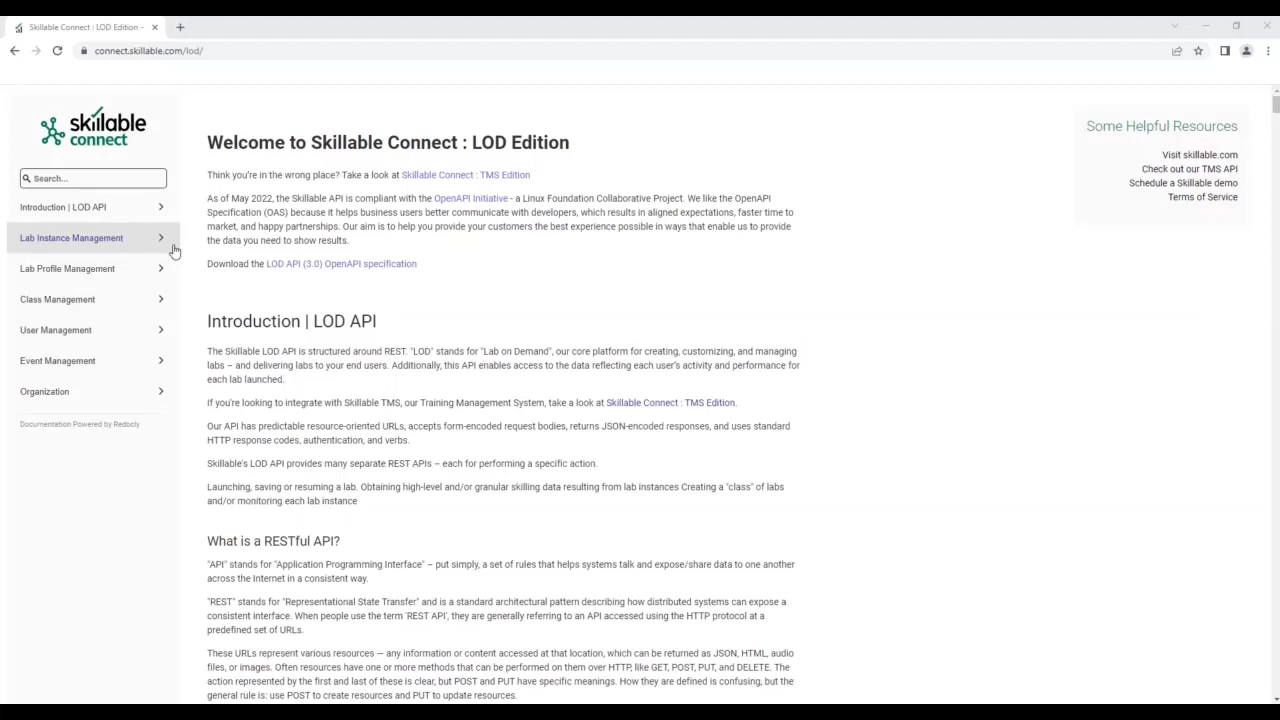 Skillable Connect : LOD Edition -
connect.skillable.com/lod/
skillable
connect
Search...
Introduction | LOD API
Lab Instance Management
Lab Profile Management
Class Management
User Management
Event Management
Organization
Documentation Powered by Redocly
Welcome to Skillable Connect : LOD Edition
Think you're in the wrong place? Take a look at Skillable Connect : TMS Edition
As of May 2022, the Skillable API is compliant with the OpenAPI Initiative - a Linux Foundation Collaborative Project. We like the OpenAPI
Specification (OAS) because it helps business users better communicate with developers, which results in aligned expectations, faster time to
market, and happy partnerships. Our aim is to help you provide your customers the best experience possible in ways that enable us to provide
the data you need to show results.
Download the LOD API (3.0) OpenAPI specification
Introduction | LOD API
The Skillable LOD API is structured around REST. "LOD" stands for "Lab on Demand", our core platform for creating, customizing, and managing
labs – and delivering labs to your end users. Additionally, this API enables access to the data reflecting each user's activity and performance for
each lab launched.
If you're looking to integrate with Skillable TMS, our Training Management System, take a look at Skillable Connect : TMS Edition.
Our API has predictable resource-oriented URLs, accepts form-encoded request bodies, returns JSON-encoded responses, and uses standard
HTTP response codes, authentication, and verbs.
Skillable's LOD API provides many separate REST APIs – each for performing a specific action.
Launching, saving or resuming a lab. Obtaining high-level and/or granular skilling data resulting from lab instances Creating a "class" of labs
and/or monitoring each lab instance
What is a RESTful API?
"API" stands for "Application Programming Interface" – put simply, a set of rules that helps systems talk and expose/share data to one another
across the Internet in a consistent way.
"REST" stands for "Representational State Transfer" and is a standard architectural pattern describing how distributed systems can expose a
consistent interface. When people use the term 'REST API', they are generally referring to an API accessed using the HTTP protocol at a
predefined set of URLs.
These URLs represent various resources — any information or content accessed at that location, which can be returned as JSON, HTML, audio
files, or images. Often resources have one or more methods that can be performed on them over HTTP, like GET, POST, PUT, and DELETE. The
action represented by the first and last of these is clear, but POST and PUT have specific meanings. How they are defined is confusing, but the
general rule is: use POST to create resources and PUT to update resources.
Some Helpful Resources
Visit skillable.com
Check out our TMS API
Schedule a Skillable demo
Terms of Service